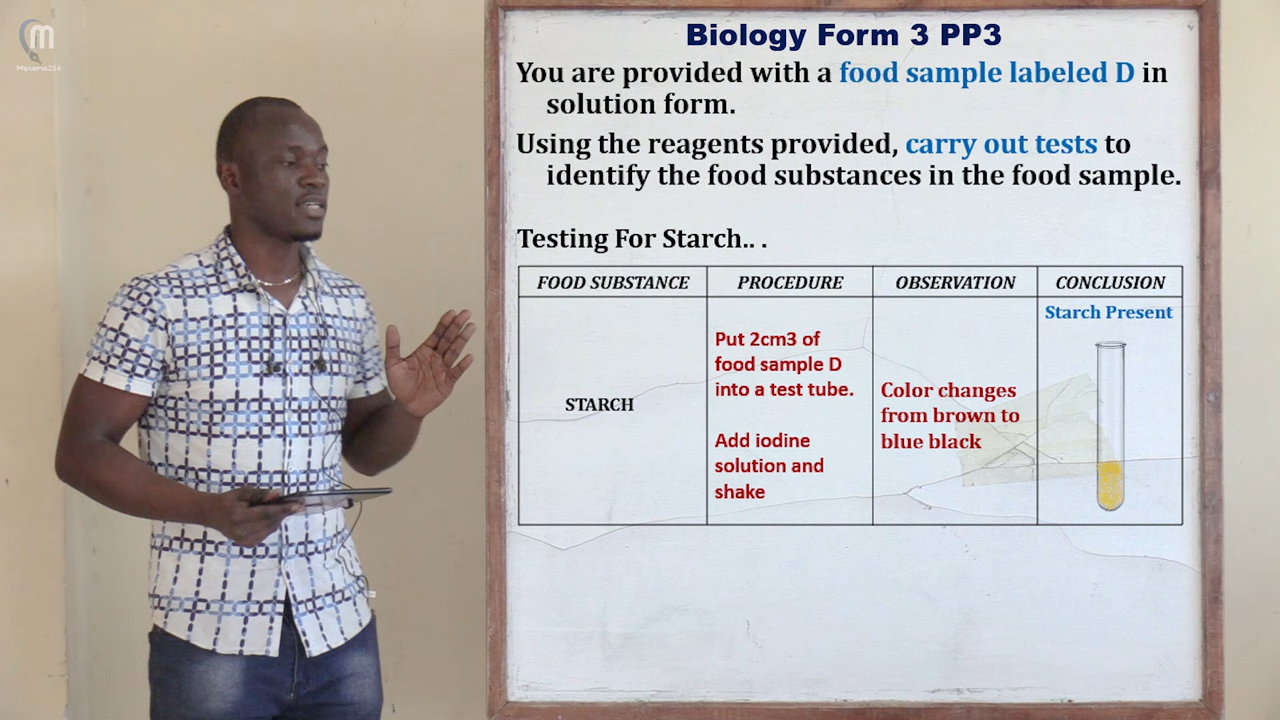 Biology Form 3 PP3
You are provided with a food sample labeled D in
solution form.
Using the reagents provided, carry out tests to
identify the food substances in the food sample.
Testing For Starch.. .
FOOD SUBSTANCE PROCEDURE OBSERVATION CONCLUSION
STARCH
Put 2cm3 of
food sample D
into a test tube.
Add iodine
solution and
shake
Color changes
from brown to
blue black
Starch Present
M